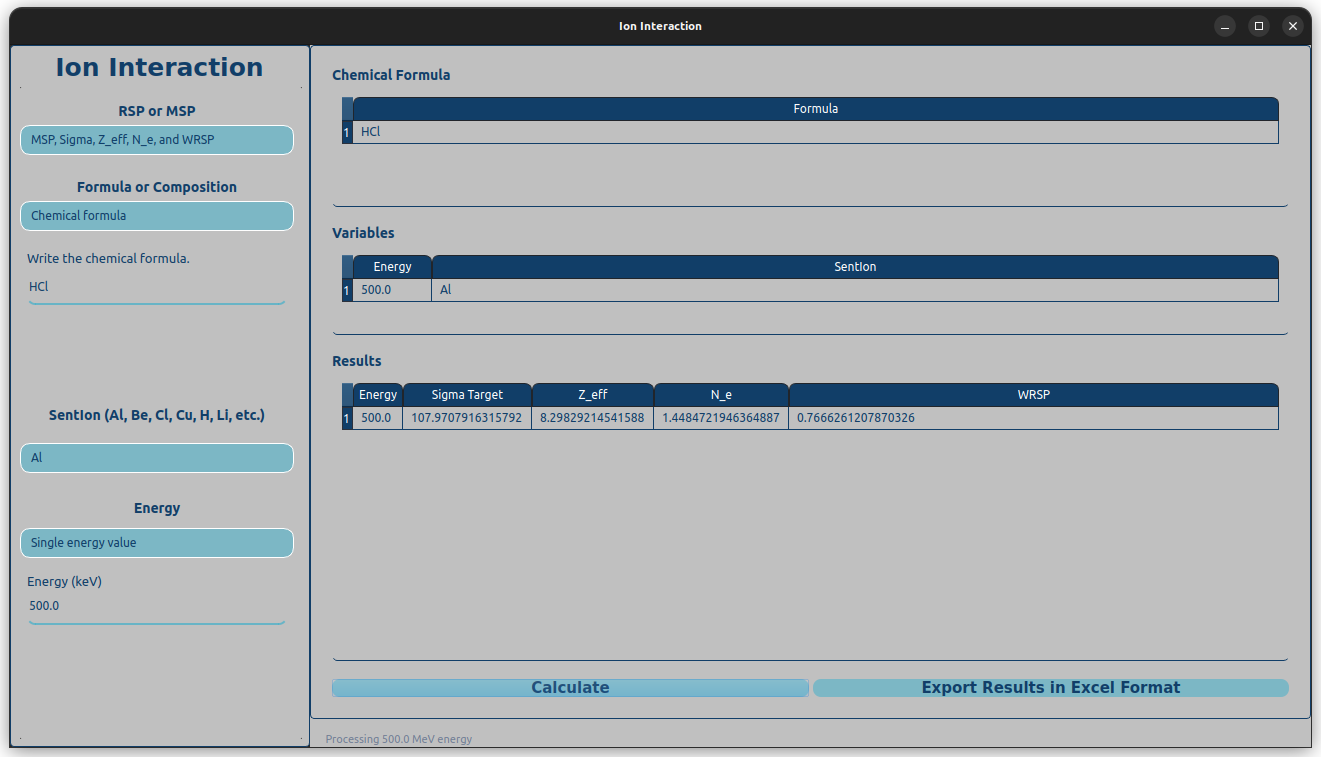 Ion Interaction
Ion Interaction
RSP or MSP
MSP, Sigma, Z_eff, N_e, and WRSP
Formula or Composition
Chemical formula
Write the chemical formula.
HCl
SentIon (Al, Be, Cl, Cu, H, Li, etc.)
Al
Energy
Single energy value
Energy (keV)
500.0
Chemical Formula
Formula
1 HCl
Variables
Energy SentIon
1 500.0 Al
Results
Energy Sigma Target Z_eff N_e WRSP
1 500.0 107.9707916315792 8.29829214541588 1.4484721946364887 0.7666261207870326
Calculate Export Results in Excel Format
Processing 500.0 MeV energy